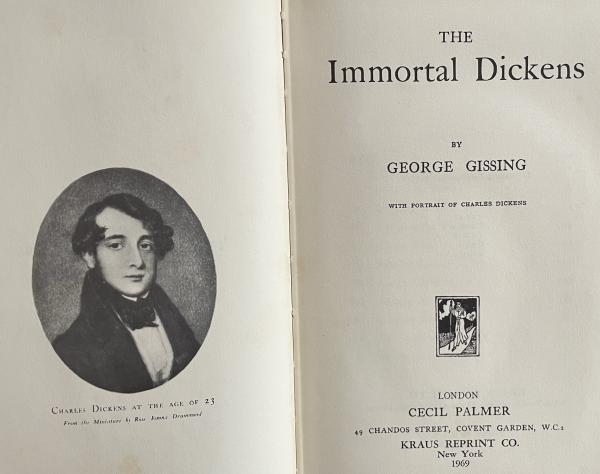 CHARLES DICKENS AT THE AGE OF 23
From the Miniature by Rose Emma Drummond
THE
Immortal Dickens
BY
GEORGE GISSING
WITH PORTRAIT OF CHARLES DICKENS
LONDON
CECIL PALMER
49 CHANDOS STREET, COVENT GARDEN, W.C.2
KRAUS REPRINT CO.
New York
1969